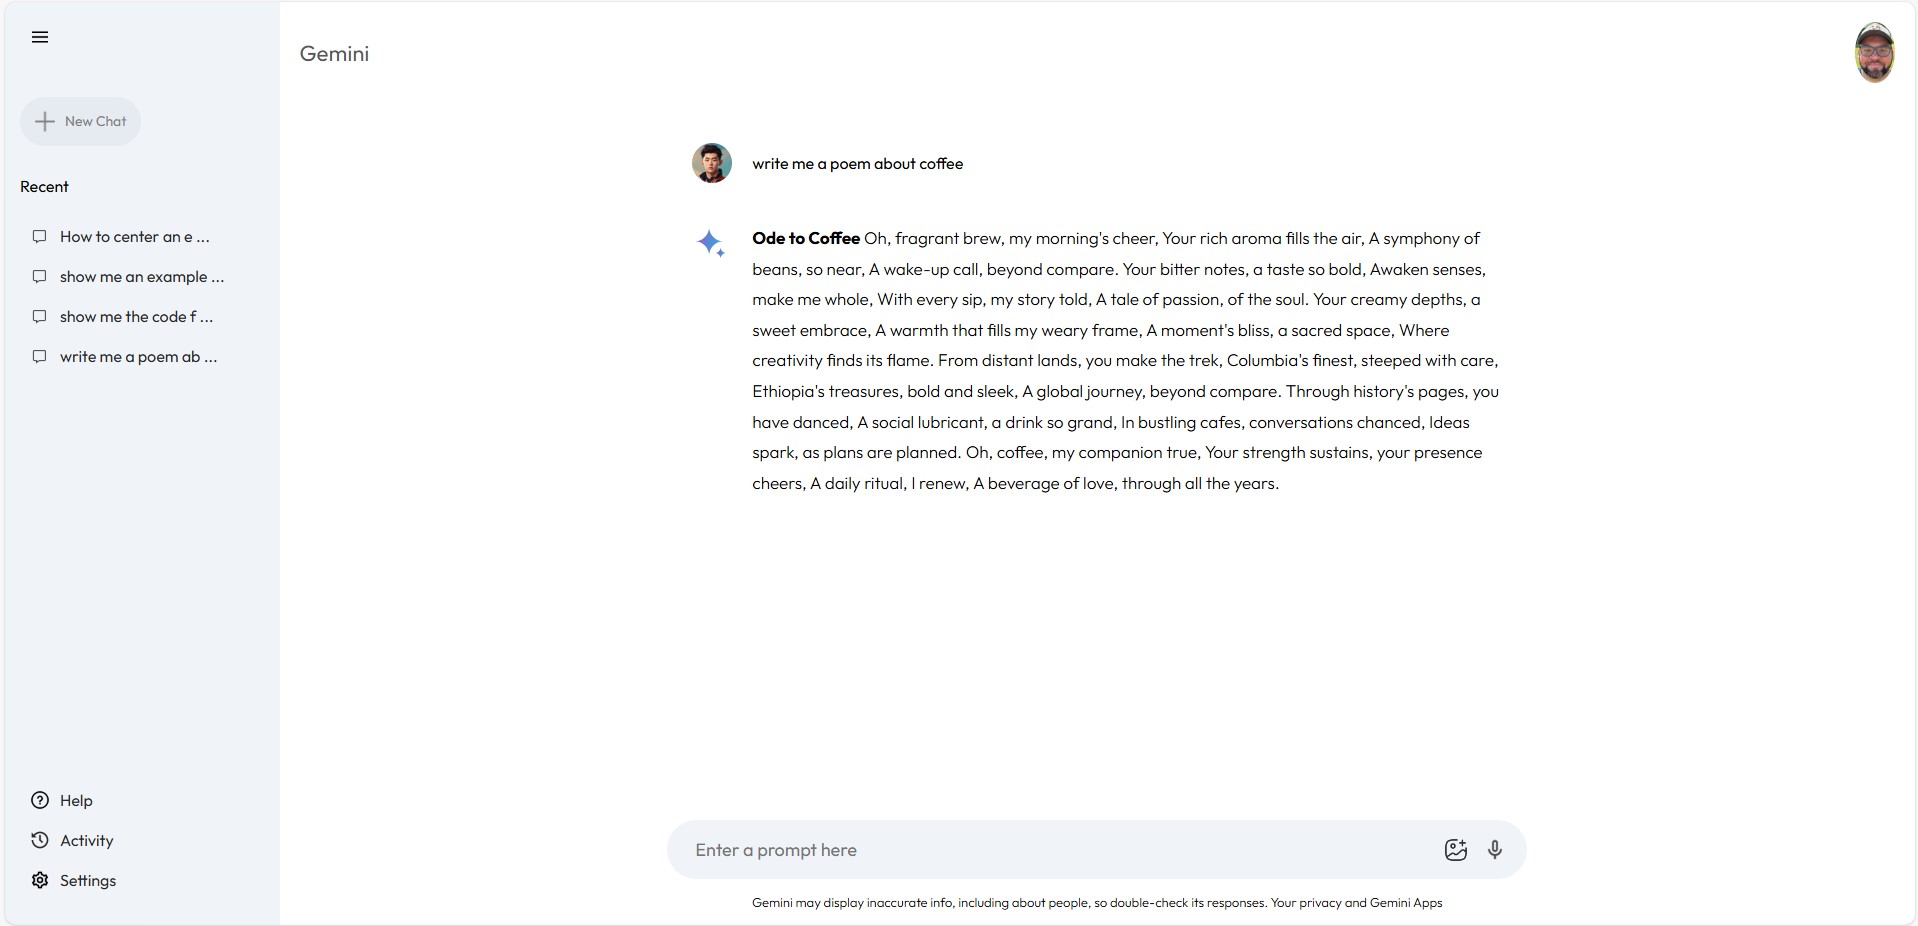 Gemini
New Chat
Recent
How to center an e ...
show me an example ...
show me the code f ...
write me a poem ab ...
Help
Activity
Settings
write me a poem about coffee
Ode to Coffee Oh, fragrant brew, my morning's cheer, Your rich aroma fills the air, A symphony of
beans, so near, A wake-up call, beyond compare. Your bitter notes, a taste so bold, Awaken senses,
make me whole, With every sip, my story told, A tale of passion, of the soul. Your creamy depths, a
sweet embrace, A warmth that fills my weary frame, A moment's bliss, a sacred space, Where
creativity finds its flame. From distant lands, you make the trek, Columbia's finest, steeped with care,
Ethiopia's treasures, bold and sleek, A global journey, beyond compare. Through history's pages, you
have danced, A social lubricant, a drink so grand, In bustling cafes, conversations chanced, Ideas
spark, as plans are planned. Oh, coffee, my companion true, Your strength sustains, your presence
cheers, A daily ritual, I renew, A beverage of love, through all the years.
Enter a prompt here
Gemini may display inaccurate info, including about people, so double-check its responses. Your privacy and Gemini Apps